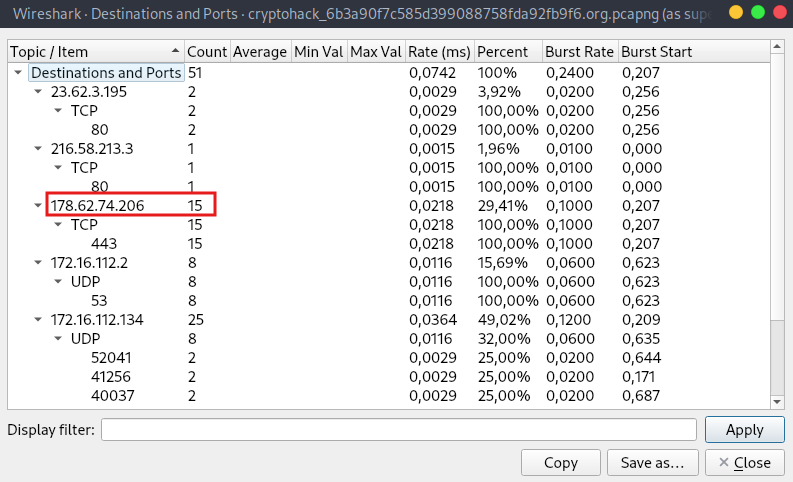 Wireshark · Destinations and Ports · cryptohack_6b3a90f7c585d399088758fda92fb9f6.org.pcapng (as supe
Topic / Item Count Average Min Val Max Val Rate (ms) Percent Burst Rate Burst Start
Destinations and Ports 51 0,0742 100% 0,2400 0,207
23.62.3.195 2 0,0029 3,92% 0,0200 0,256
TCP 2 0,0029 100,00% 0,0200 0,256
80 2 0,0029 100,00% 0,0200 0,256
216.58.213.3 1 0,0015 1,96% 0,0100 0,000
TCP 1 0,0015 100,00% 0,0100 0,000
80 1 0,0015 100,00% 0,0100 0,000
178.62.74.206 15 0,0218 29,41% 0,1000 0,207
TCP 15 0,0218 100,00% 0,1000 0,207
443 15 0,0218 100,00% 0,1000 0,207
172.16.112.2 8 0,0116 15,69% 0,0600 0,623
UDP 8 0,0116 100,00% 0,0600 0,623
53 8 0,0116 100,00% 0,0600 0,623
172.16.112.134 25 0,0364 49,02% 0,1200 0,209
UDP 8 0,0116 32,00% 0,0600 0,635
52041 2 0,0029 25,00% 0,0200 0,644
41256 2 0,0029 25,00% 0,0200 0,171
40037 2 0,0029 25,00% 0,0200 0,687
Display filter: Apply
Copy Save as… Close